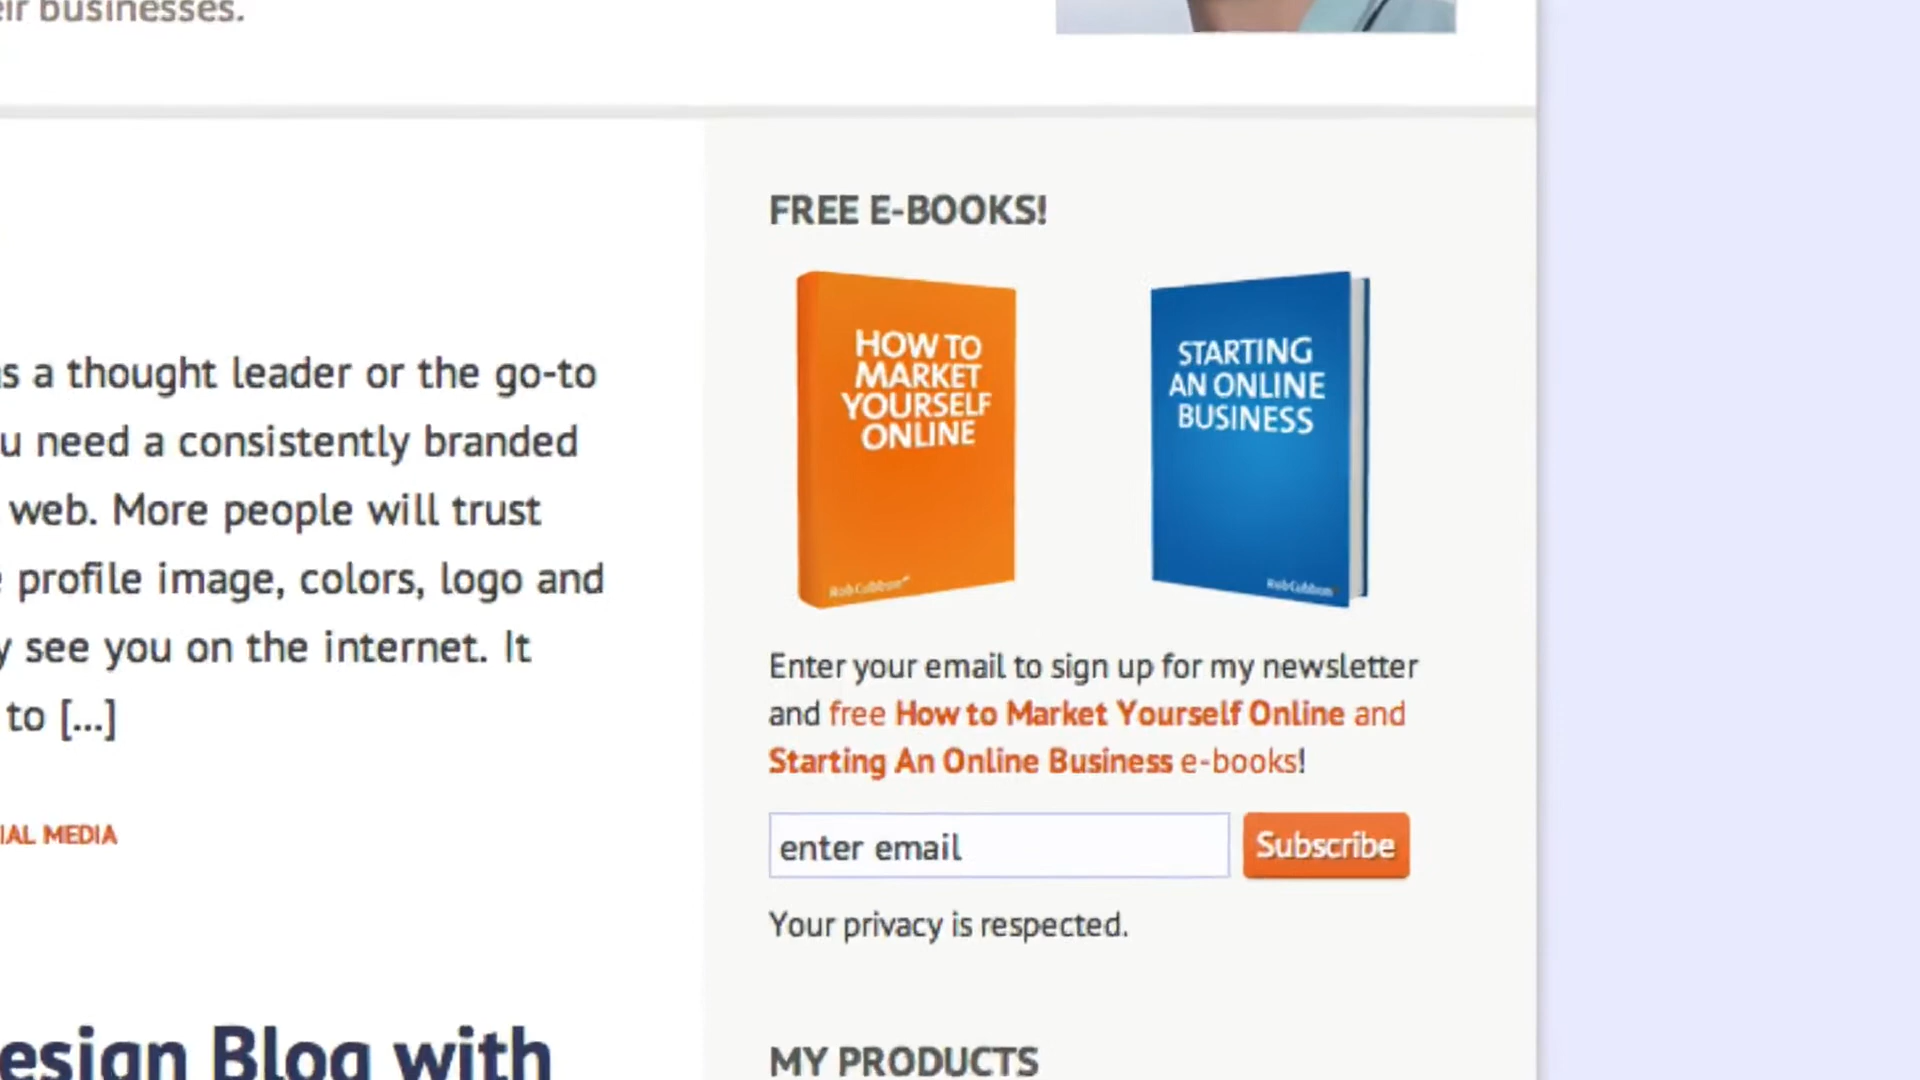 eir businesses.
s a thought leader or the go-to
u need a consistently branded
web. More people will trust
profile image, colors, logo and
y see you on the internet. It
to [...]
IAL MEDIA
esign Blog with
FREE E-BOOKS!
HOW TO
MARKET
YOURSELF
ONLINE
RobCubbon
STARTING
AN ONLINE
BUSINESS
RobCubbon
Enter your email to sign up for my newsletter
and free How to Market Yourself Online and
Starting An Online Business e-books!
enter email
Subscribe
Your privacy is respected.
MY PRODUCTS